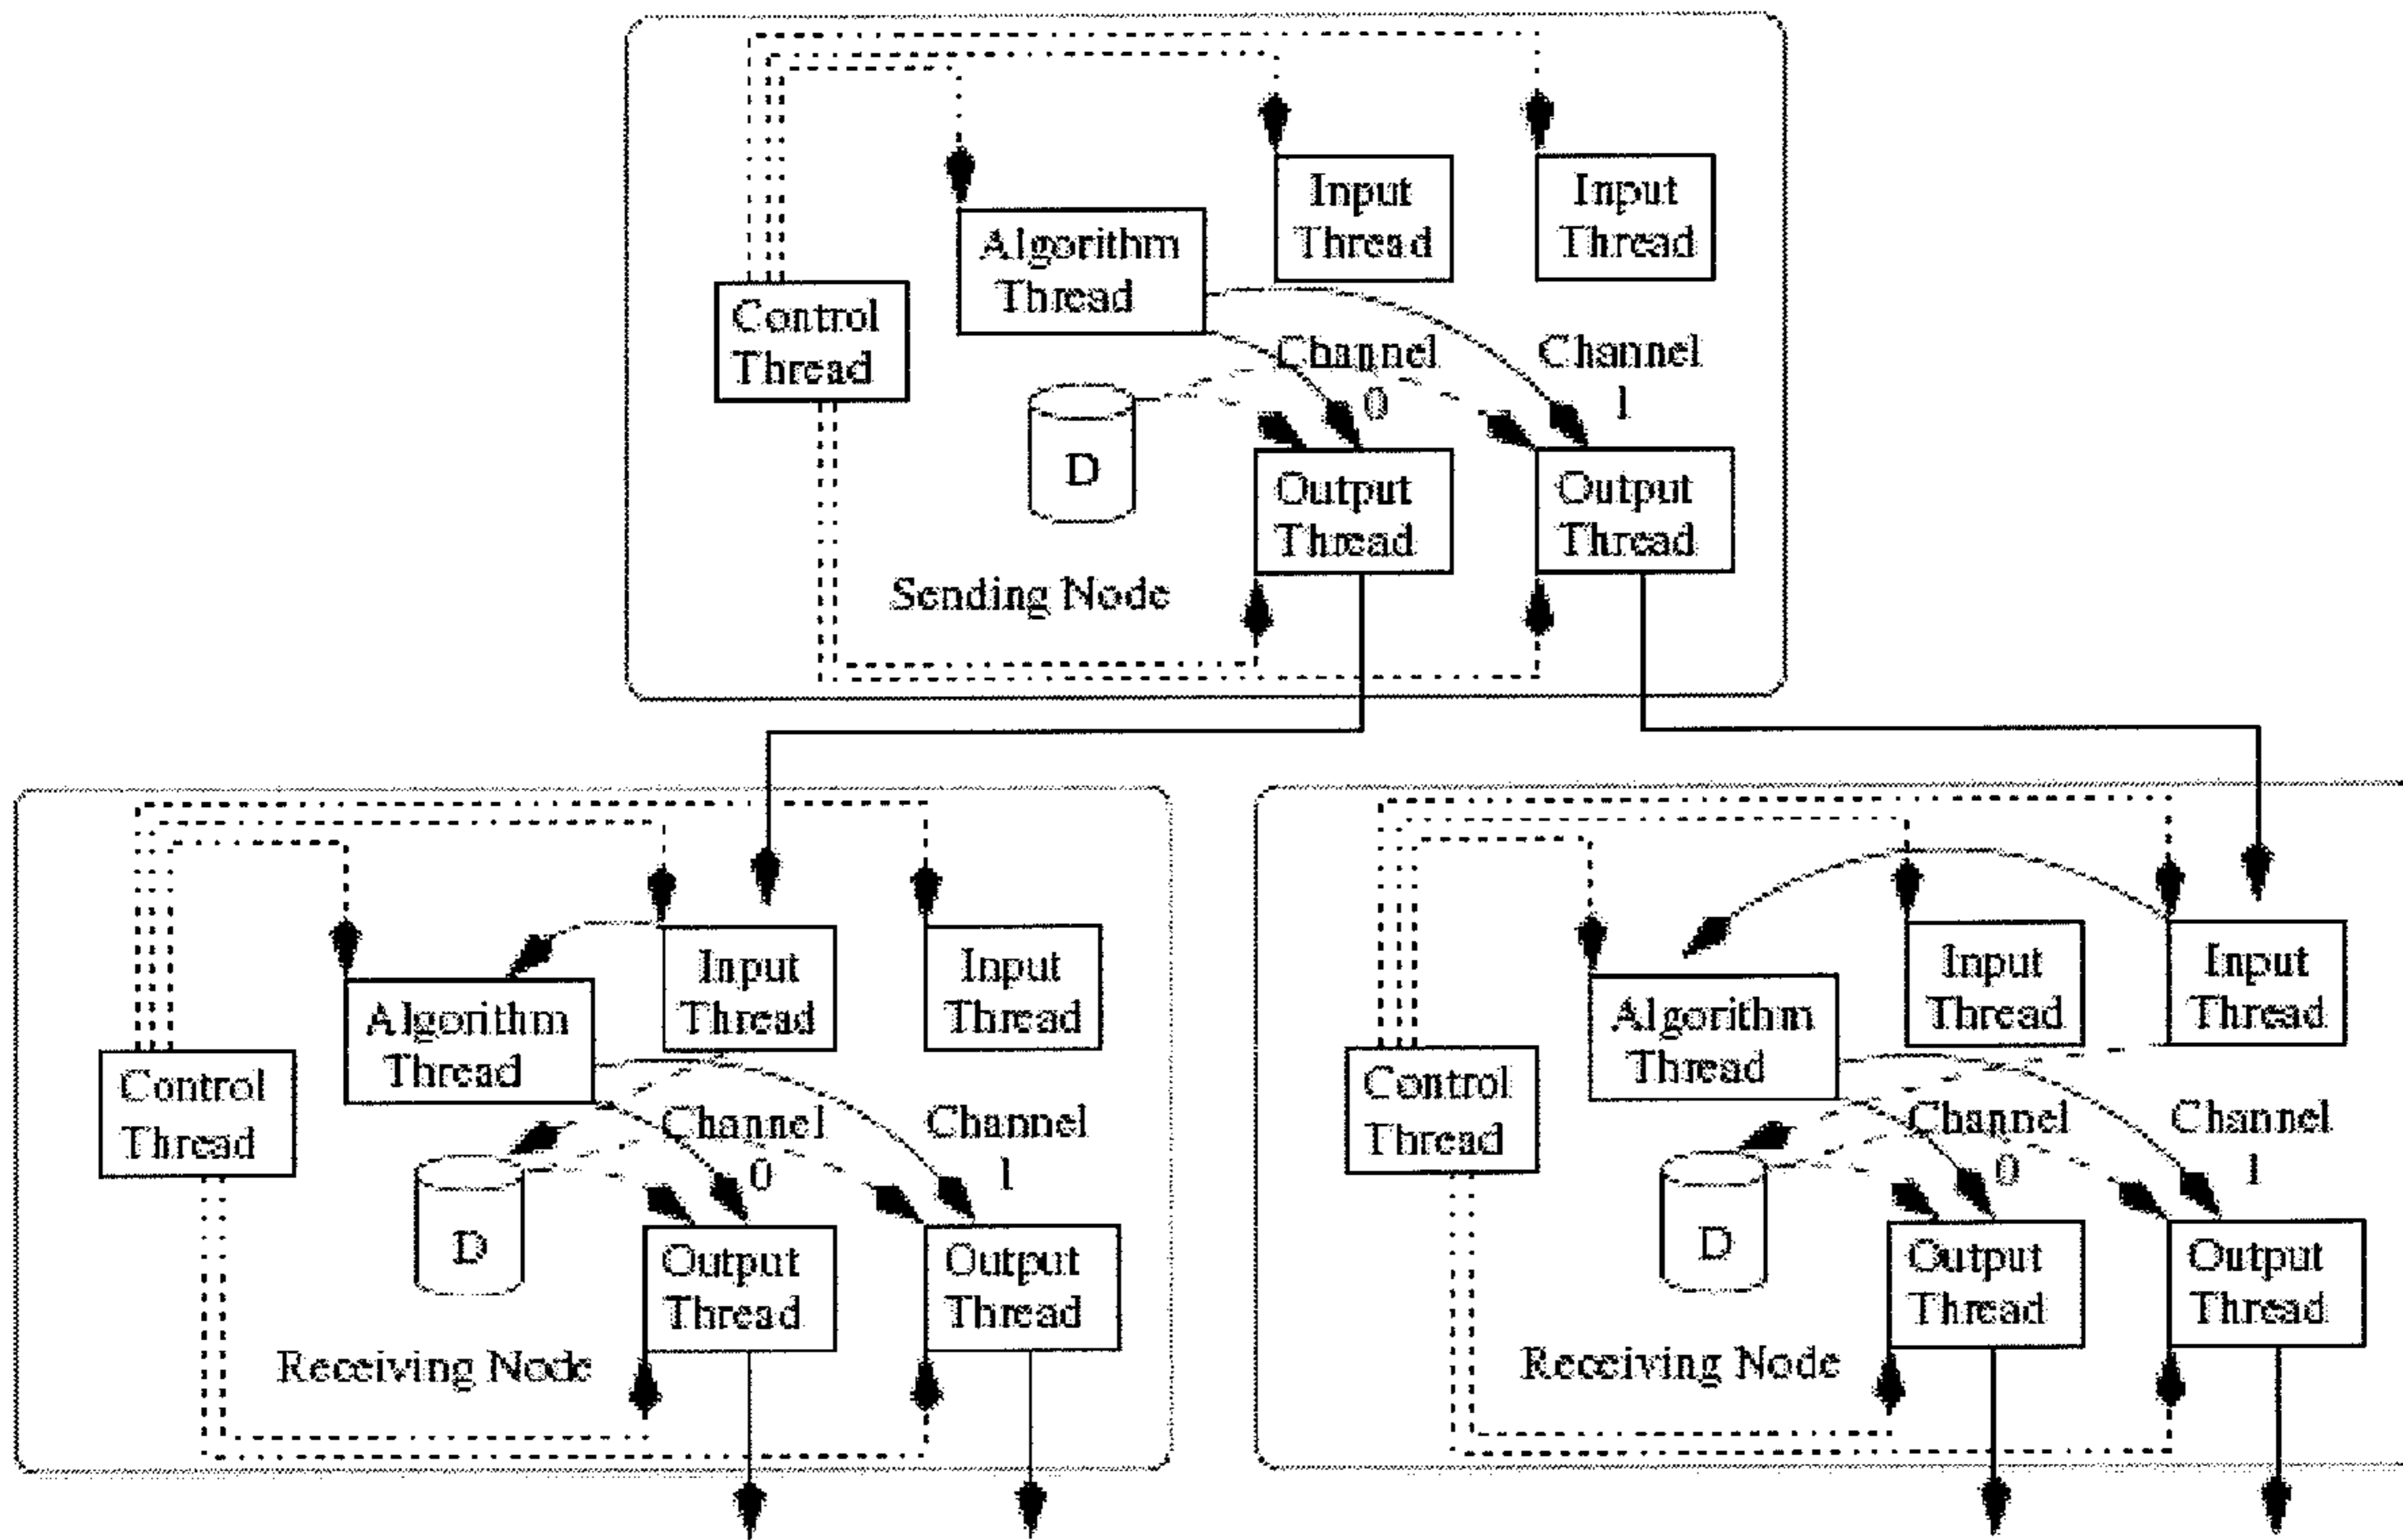 Input
Thread
Input
Thread
Algorithm
Thread
Control
Thread
Channel
0
Channel
1
D
Output
Thread
Output
Thread
Sending Node
Input
Thread
Input
Thread
Algorithm
Thread
Control
Thread
Channel
0
Channel
1
D
Output
Thread
Output
Thread
Receiving Node
Input
Thread
Input
Thread
Algorithm
Thread
Control
Thread
Channel
0
Channel
1
D
Output
Thread
Output
Thread
Receiving Node